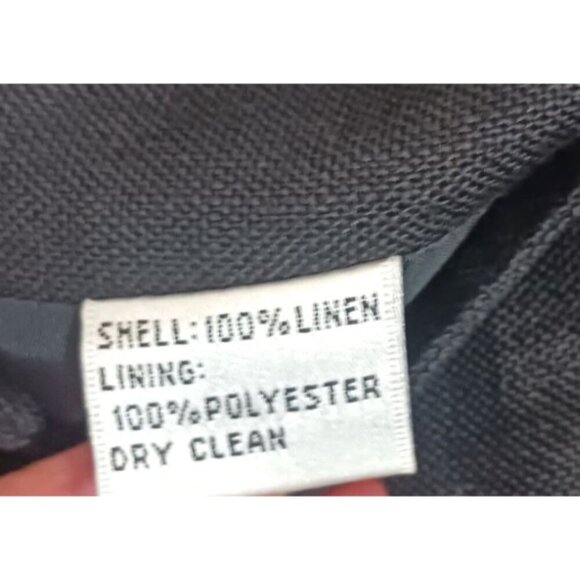 SHELL: 100% LINEN
LINING:
100% POLYESTER
DRY CLEAN